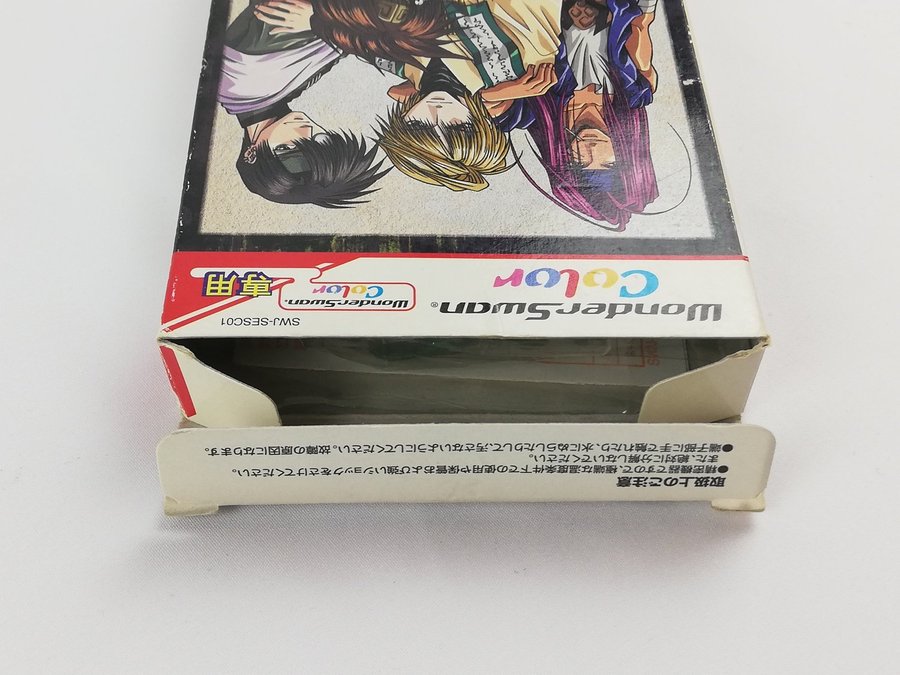 WonderSwan®
Color
WonderSwan
Color
専用
SWJ-SESC01
取扱上のご注意
●精密機器ですので、極端な温度条件下での使用や保管および強いショックをさけてください。
また、絶対に分解しないでください。
●端子部に手で触れたり、水にぬらしたりして、汚さないようにしてください。故障の原因になります。